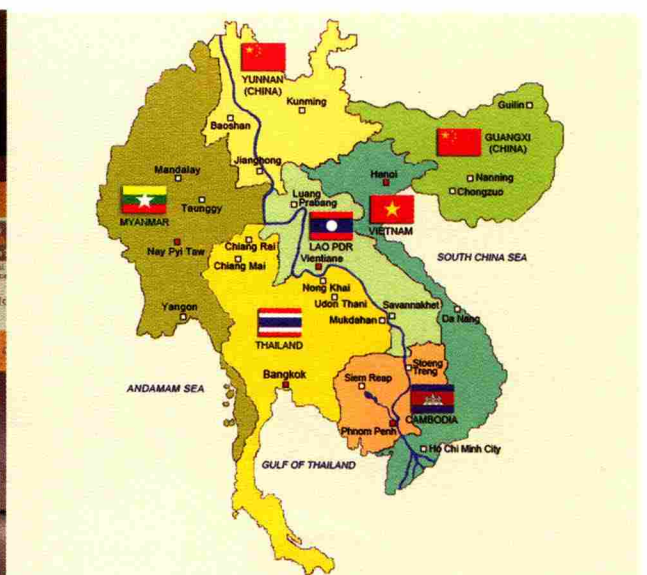 YUNNAN
(CHINA)
Kunming
Baoshan
Guilin
GUANGXI
(CHINA)
Jianghong
Mandalay
Hanoi
Nanning
Chongzuo
Taunggy
Luang
Prabang
MYANMAR
LAO PDR
VIETNAM
Nay Pyi Taw
Chiang Rai
Vientiane
SOUTH CHINA SEA
Chiang Mai
Nong Khai
Udon Thani
Yangon
Savannakhet
Mukdahan
Da Nang
THAILAND
Stoeng
Treng
Bangkok
Siem Reap
ANDAMAM SEA
CAMBODIA
Phnom Penh
Ho Chi Minh City
GULF OF THAILAND